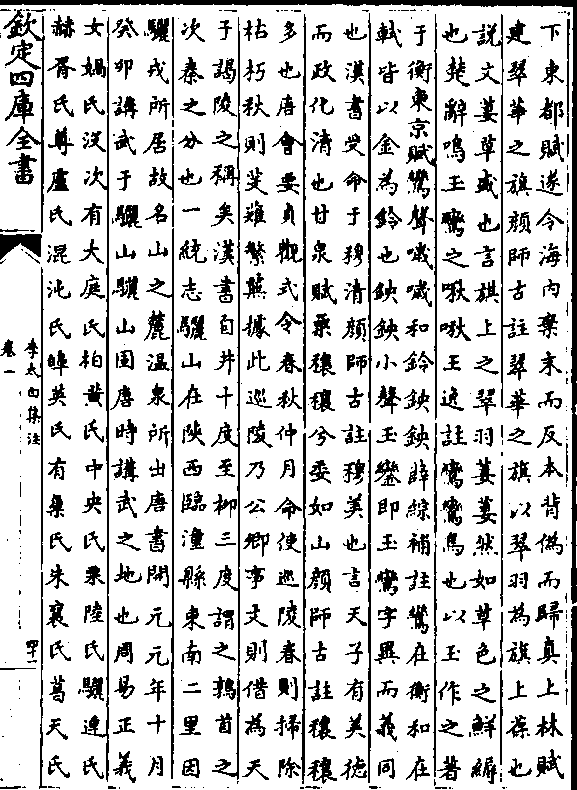 下東都賦遂令海内棄末而反本背偽而歸真上林賦
建翠華之旗顔師古註翠華之旗以翠羽為旗上葆也
説文萋草盛也言旗上之翠羽萋萋然如草色之鮮縟
也楚辭鳴玉鸞之啾啾王逸註鸞鸞鳥也以玉作之著
于衡東京賦鸞聲噦噦和鈴鉠鉠薛綜補註鸞在衡和在
軾皆以金為鈴也鉠鉠小聲玉鑾即玉鸞字異而義同
也漢書受命于穆清顔師古註穆美也言天子有美徳
而政化清也甘泉賦稟穰穰兮委如山顔師古註穰穰
多也唐會要貞觀式令春秋仲月命使巡陵春則掃除
枯朽秋則芟薙繁蕪據此巡陵乃公卿事文則借為天
子謁陵之稱矣漢書自井十度至柳三度謂之鶉首之
次秦之分也一統志驪山在陝西臨潼縣東南二里因
驪戎所居故名山之麓温泉所出唐書開元元年十月
癸卯講武于驪山驪山固唐時講武之地也周易正義
女媧氏没次有大庭氏柏黄氏中央氏栗陸氏驪連氏
赫胥氏尊盧氏混沌氏皥英氏有巢氏朱襄氏葛天氏
欽定四庫全書
李太白集注
卷一
四十一